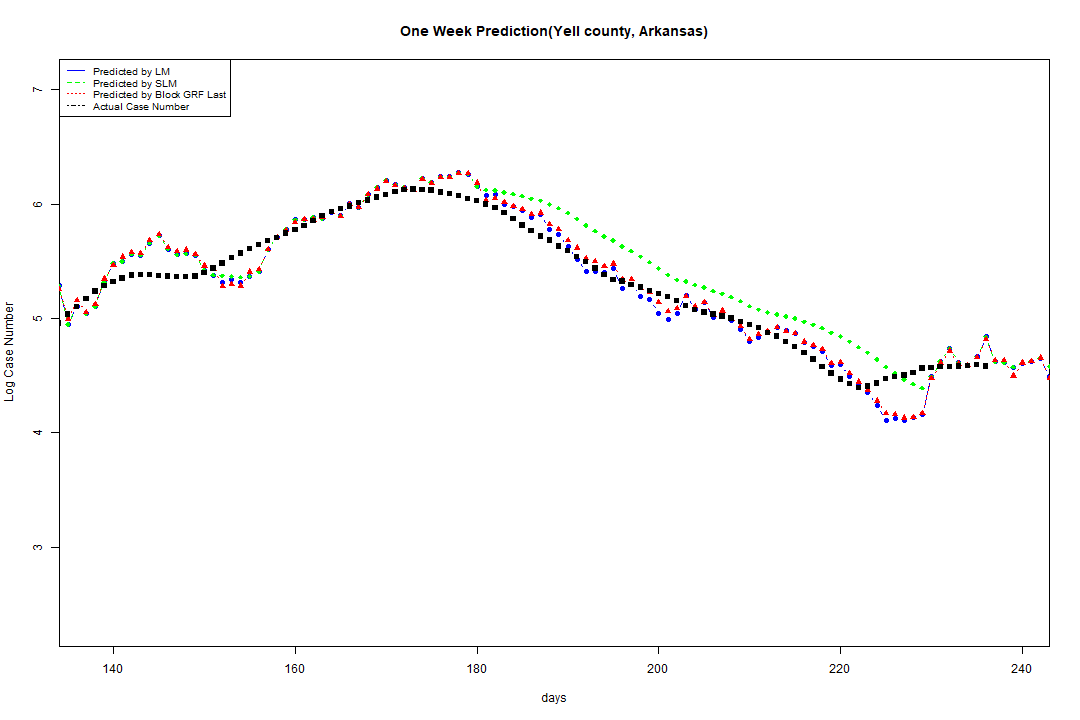 One Week Prediction(Yell county, Arkansas)
Predicted by LM
Predicted by SLM
Predicted by Block GRF Last
Actual Case Number
7
6
5
4
3
Log Case Number
140 160 180 200 220 240
days